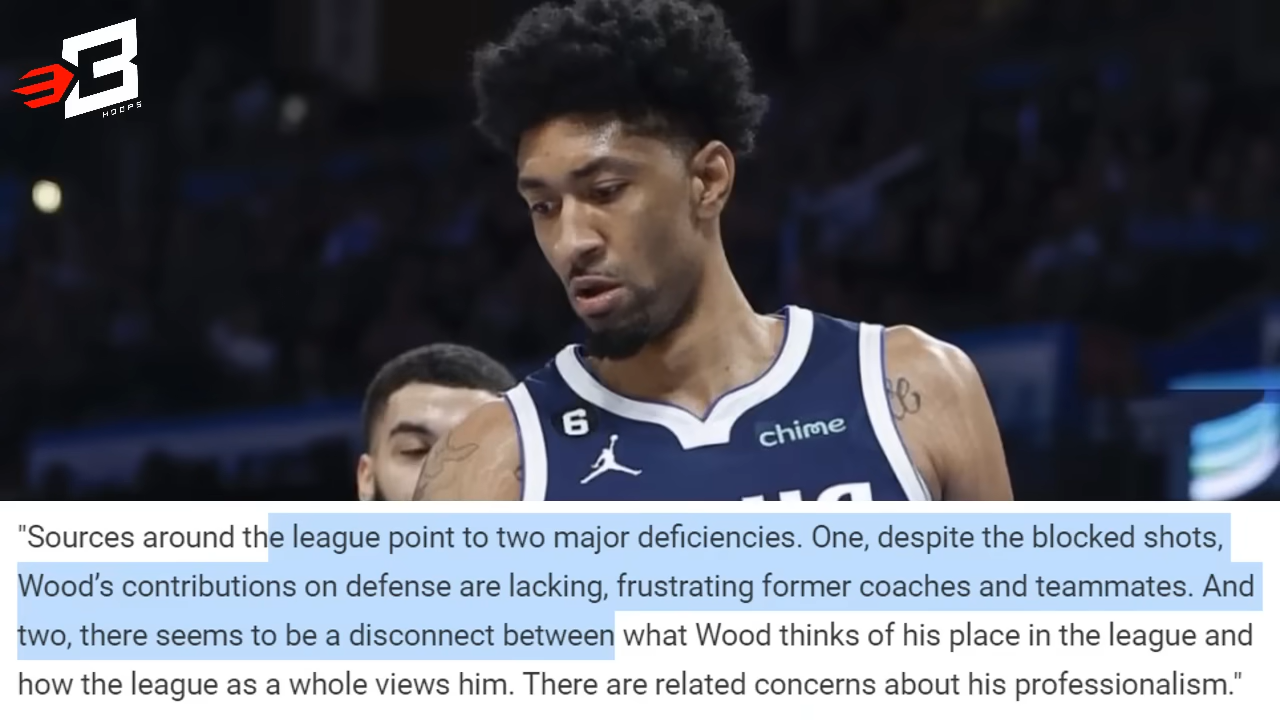 B
HOOPS
6
chime
"Sources around the league point to two major deficiencies. One, despite the blocked shots,
Wood’s contributions on defense are lacking, frustrating former coaches and teammates. And
two, there seems to be a disconnect between what Wood thinks of his place in the league and
how the league as a whole views him. There are related concerns about his professionalism."